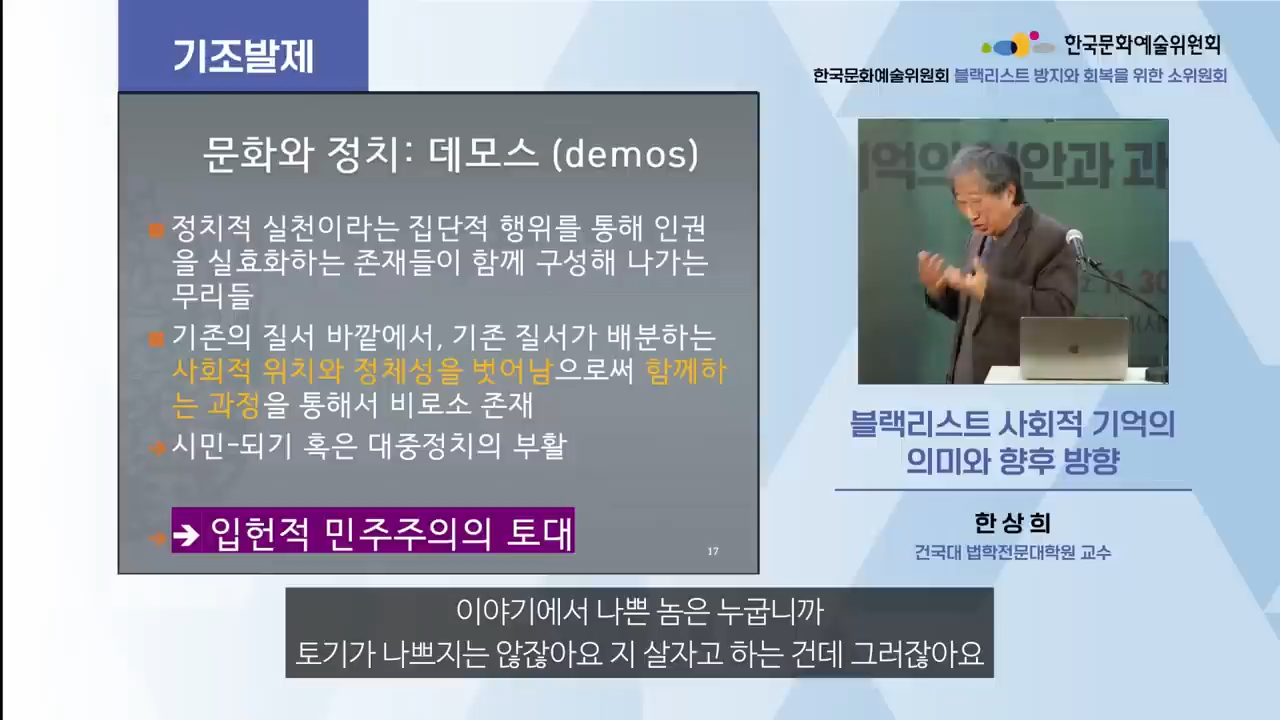 기조발제
한국문화예술위원회
한국문화예술위원회 블랙리스트 방지와 회복을 위한 소위원회
문화와 정치: 데모스 (demos)
정치적 실천이라는 집단적 행위를 통해 인권
을 실효화하는 존재들이 함께 구성해 나가는
무리들
기존의 질서 바깥에서, 기존 질서가 배분하는
사회적 위치와 정체성을 벗어남으로써 함께하
는 과정을 통해서 비로소 존재
시민-되기 혹은 대중정치의 부활
➔ 입헌적 민주주의의 토대
17
블랙리스트 사회적 기억의
의미와 향후 방향
한상희
건국대 법학전문대학원 교수
이야기에서 나쁜 놈은 누굽니까
토기가 나쁘지는 않잖아요 지 살자고 하는 건데 그러잖아요